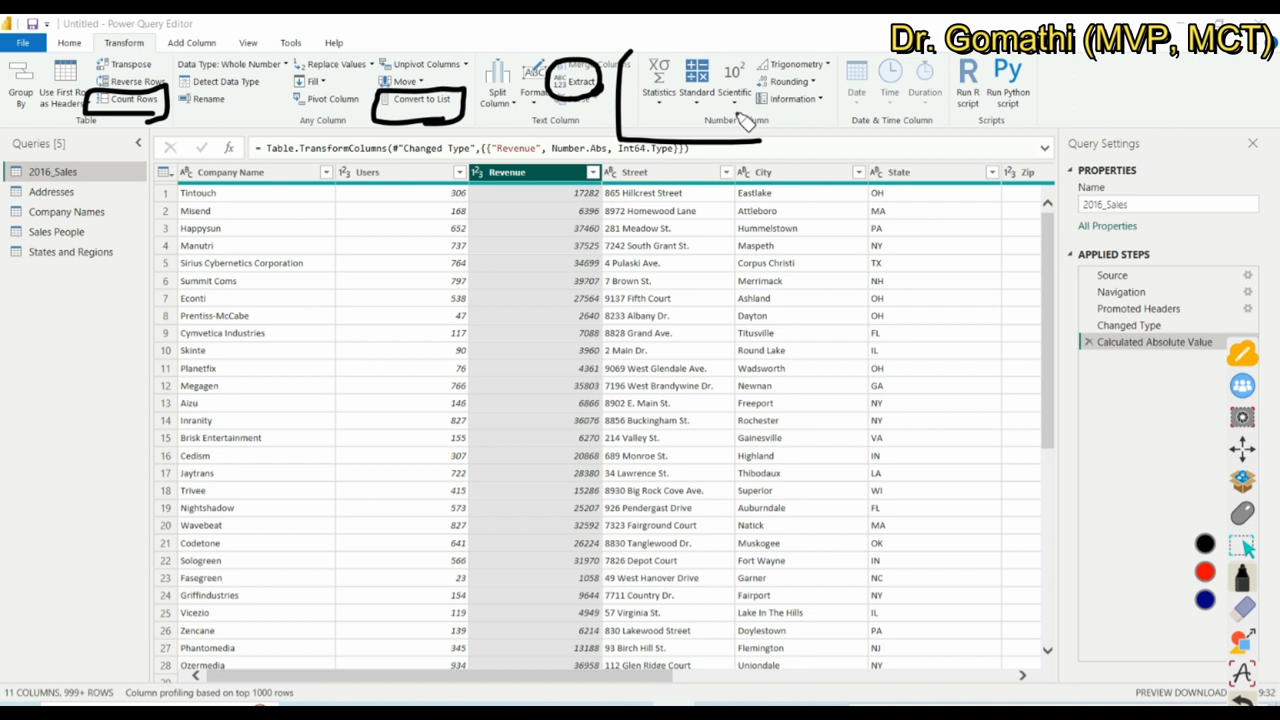 Untitled - Power Query Editor
Dr. Gomathi (MVP, MCT)
File Home Transform Add Column View Tools Help
Group By
Use First Row as Headers
Transpose
Reverse Rows
Count Rows
Table
Data Type: Whole Number
Detect Data Type
Rename
Replace Values
Fill
Pivot Column
Unpivot Columns
Move
Convert to List
Any Column
Split Column
Format
Merge Columns
Extract
Text Column
Statistics
Standard
Scientific
Trigonometry
Rounding
Information
Number Column
Date
Time
Duration
Date & Time Column
Run R script
Run Python script
Scripts
Queries [5]
2016_Sales
Addresses
Company Names
Sales People
States and Regions
= Table.TransformColumns(#"Changed Type",{{"Revenue", Number.Abs, Int64.Type}})
Company Name Users Revenue Street City State Zip
1 Tintouch 306 17282 865 Hillcrest Street Eastlake OH
2 Misend 168 6396 8972 Homewood Lane Attleboro MA
3 Happysun 652 37460 281 Meadow St. Hummelstown PA
4 Manutri 737 37525 7242 South Grant St. Maspeth NY
5 Sirius Cybernetics Corporation 764 34699 4 Pulaski Ave. Corpus Christi TX
6 Summit Coms 797 39707 7 Brown St. Merrimack NH
7 Econti 538 27564 9137 Fifth Court Ashland OH
8 Prentiss-McCabe 47 2640 8233 Albany Dr. Dayton OH
9 Cymvetica Industries 117 7088 8828 Grand Ave. Titusville FL
10 Skinte 90 3960 2 Main Dr. Round Lake IL
11 Planetfix 76 4361 9069 West Glendale Ave. Wadsworth OH
12 Megagen 766 35803 7196 West Brandywine Dr. Newnan GA
13 Aizu 146 6866 8902 E. Main St. Freeport NY
14 Inranity 827 36076 8856 Buckingham St. Rochester NY
15 Brisk Entertainment 155 6270 214 Valley St. Gainesville VA
16 Cedism 307 20868 689 Monroe St. Highland IN
17 Jaytrans 722 28380 34 Lawrence St. Thibodaux LA
18 Trivee 415 15286 8930 Big Rock Cove Ave. Superior WI
19 Nightshadow 573 25207 926 Pendergast Drive Auburndale FL
20 Wavebeat 827 32592 7323 Fairground Court Natick MA
21 Codetone 641 26224 8830 Tanglewood Dr. Muskogee OK
22 Sologreen 566 31970 7826 Depot Court Fort Wayne IN
23 Fasegreen 23 1058 49 West Hanover Drive Garner NC
24 Griffindustries 154 9644 7711 Country Dr. Fairport NY
25 Vicezio 119 4949 57 Virginia St. Lake In The Hills IL
26 Zencane 139 6214 830 Lakewood Street Doylestown PA
27 Phantomedia 345 13188 93 Birch Hill St. Flemington NJ
28 Ozermedia 934 36958 112 Glen Ridge Court Uniondale NY
Query Settings
PROPERTIES
Name
2016_Sales
All Properties
APPLIED STEPS
Source
Navigation
Promoted Headers
Changed Type
Calculated Absolute Value
11 COLUMNS, 999+ ROWS Column profiling based on top 1000 rows
PREVIEW DOWNLOAD 9:32